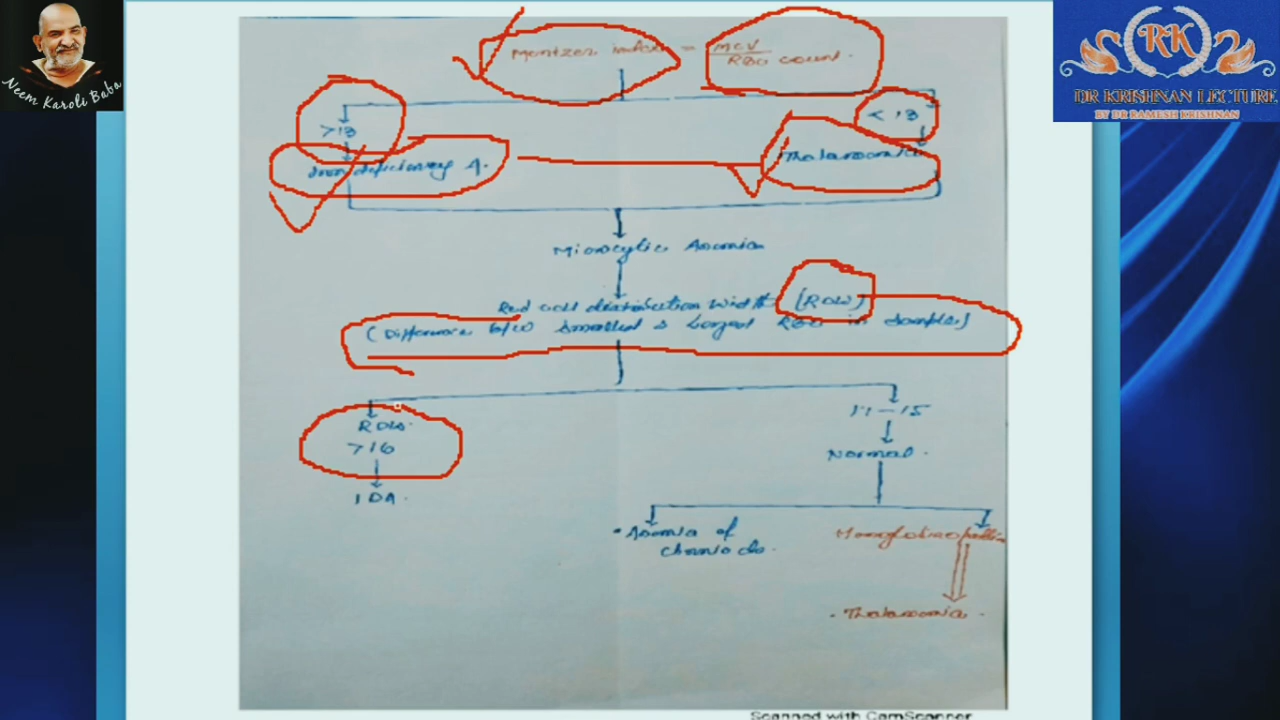 Neem Karoli Baba
RK
DR KRISHNAN LECTURE
BY DR RAMESH KRISHNAN
Mentzer index = MCV
RBC count.
>13
< 13
Iron deficiency A.
Thalassemia
Microcytic Anemia
Red cell distribution width (RDW)
(Difference b/w smallest & Largest RBC in sample)
RDW.
>16
IDA.
11-15
Normal.
Anemia of
chronic ds.
Hemoglobinopathies
Thalassemia.
Scanned with CamScanner